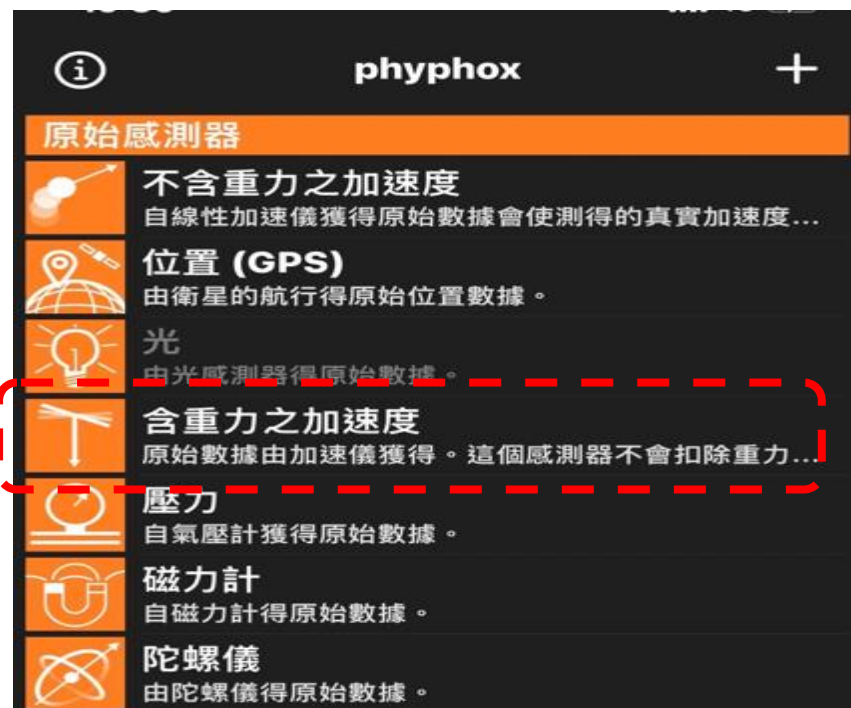 phyphox
原始感測器
不含重力之加速度
自線性加速儀獲得原始數據會使測得的真實加速度...
位置 (GPS)
由衛星的航行得原始位置數據。
光
由光感測器得原始數據。
含重力之加速度
原始數據由加速儀獲得。這個感測器不會扣除重力...
壓力
自氣壓計獲得原始數據。
磁力計
自磁力計得原始數據。
陀螺儀
由陀螺儀得原始數據。